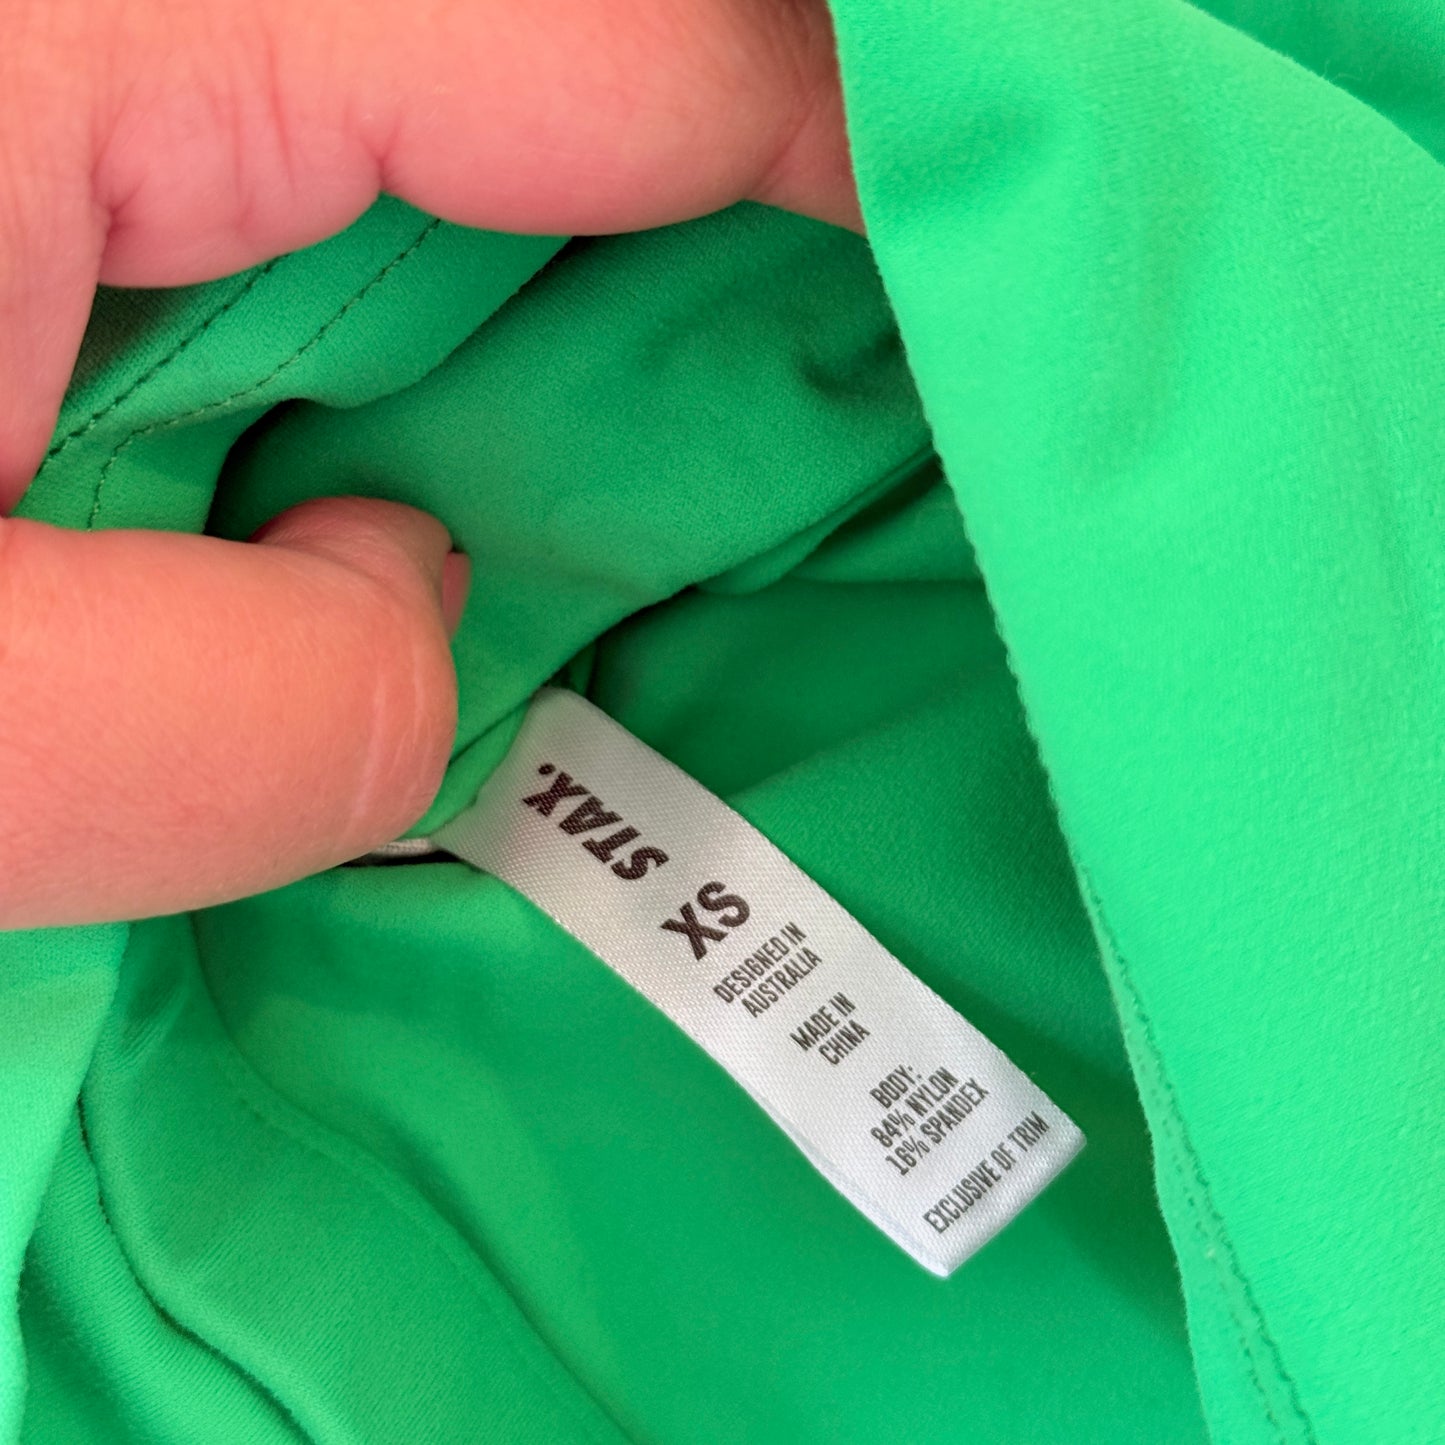 STAX.
XS
DESIGNED IN
AUSTRALIA
MADE IN
CHINA
BODY:
84% NYLON
16% SPANDEX
EXCLUSIVE OF TRIM